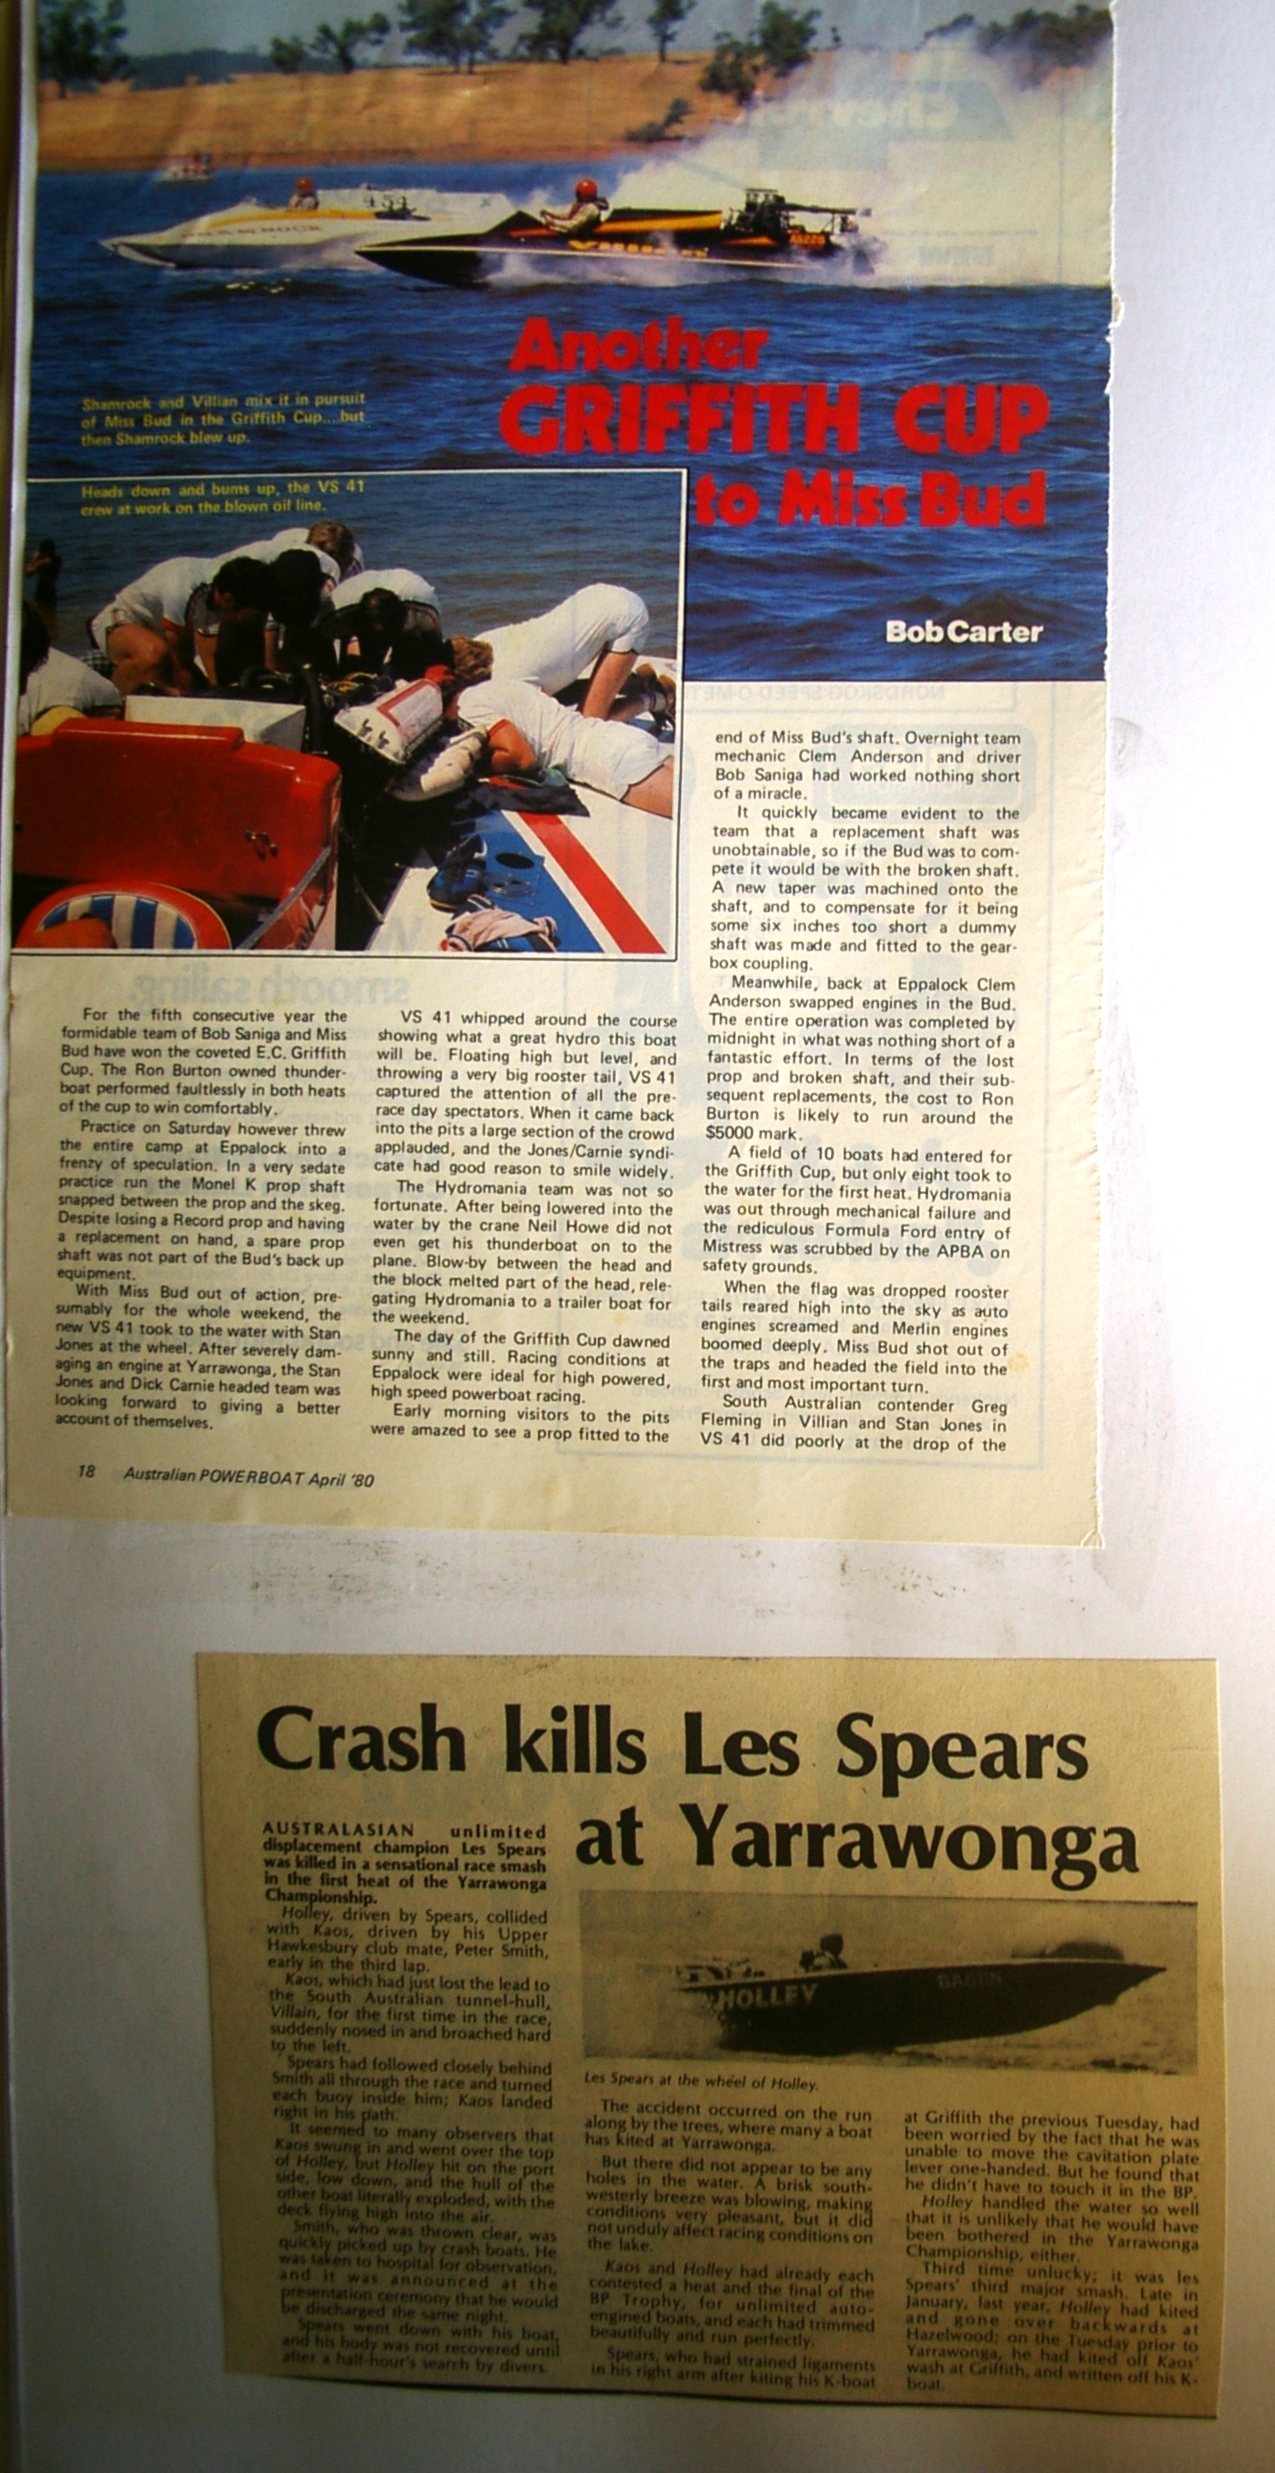 SHAMROCK
Another
GRIFFITH CUP
to Miss Bud
Bob Carter
Shamrock and Villian mix it in pursuit
of Miss Bud in the Griffith Cup....but
then Shamrock blew up.
Heads down and bums up, the VS 41
crew at work on the blown oil line.
For the fifth consecutive year the
formidable team of Bob Saniga and Miss
Bud have won the coveted E.C. Griffith
Cup. The Ron Burton owned thunder-
boat performed faultlessly in both heats
of the cup to win comfortably.
Practice on Saturday however threw
the entire camp at Eppalock into a
frenzy of speculation. In a very sedate
practice run the Monel K prop shaft
snapped between the prop and the skeg.
Despite losing a Record prop and having
a replacement on hand, a spare prop
shaft was not part of the Bud's back up
equipment.
With Miss Bud out of action, pre-
sumably for the whole weekend, the
new VS 41 took to the water with Stan
Jones at the wheel. After severely dam-
aging an engine at Yarrawonga, the Stan
Jones and Dick Carnie headed team was
looking forward to giving a better
account of themselves.
VS 41 whipped around the course
showing what a great hydro this boat
will be. Floating high but level, and
throwing a very big rooster tail, VS 41
captured the attention of all the pre-
race day spectators. When it came back
into the pits a large section of the crowd
applauded, and the Jones/Carnie syndi-
cate had good reason to smile widely.
The Hydromania team was not so
fortunate. After being lowered into the
water by the crane Neil Howe did not
even get his thunderboat on to the
plane. Blow-by between the head and
the block melted part of the head, rele-
gating Hydromania to a trailer boat for
the weekend.
The day of the Griffith Cup dawned
sunny and still. Racing conditions at
Eppalock were ideal for high powered,
high speed powerboat racing.
Early morning visitors to the pits
were amazed to see a prop fitted to the
end of Miss Bud's shaft. Overnight team
mechanic Clem Anderson and driver
Bob Saniga had worked nothing short
of a miracle.
It quickly became evident to the
team that a replacement shaft was
unobtainable, so if the Bud was to com-
pete it would be with the broken shaft.
A new taper was machined onto the
shaft, and to compensate for it being
some six inches too short a dummy
shaft was made and fitted to the gear-
box coupling.
Meanwhile, back at Eppalock Clem
Anderson swapped engines in the Bud.
The entire operation was completed by
midnight in what was nothing short of a
fantastic effort. In terms of the lost
prop and broken shaft, and their sub-
sequent replacements, the cost to Ron
Burton is likely to run around the
$5000 mark.
A field of 10 boats had entered for
the Griffith Cup, but only eight took to
the water for the first heat. Hydromania
was out through mechanical failure and
the rediculous Formula Ford entry of
Mistress was scrubbed by the APBA on
safety grounds.
When the flag was dropped rooster
tails reared high into the sky as auto
engines screamed and Merlin engines
boomed deeply. Miss Bud shot out of
the traps and headed the field into the
first and most important turn.
South Australian contender Greg
Fleming in Villian and Stan Jones in
VS 41 did poorly at the drop of the
18 Australian POWERBOAT April '80
Crash kills Les Spears
at Yarrawonga
AUSTRALASIAN unlimited
displacement champion Les Spears
was killed in a sensational race smash
in the first heat of the Yarrawonga
Championship.
Holley, driven by Spears, collided
with Kaos, driven by his Upper
Hawkesbury club mate, Peter Smith,
early in the third lap.
Kaos, which had just lost the lead to
the South Australian tunnel-hull,
Villain, for the first time in the race,
suddenly nosed in and broached hard
to the left.
Spears had followed closely behind
Smith all through the race and turned
each buoy inside him; Kaos landed
right in his path.
It seemed to many observers that
Kaos swung in and went over the top
of Holley, but Holley hit on the port
side, low down, and the hull of the
other boat literally exploded, with the
deck flying high into the air.
Smith, who was thrown clear, was
quickly picked up by crash boats. He
was taken to hospital for observation,
and it was announced at the
presentation ceremony that he would
be discharged the same night.
Spears went down with his boat,
and his body was not recovered until
after a half-hour's search by divers.
HOLLEY
Les Spears at the wheel of Holley.
The accident occurred on the run
along by the trees, where many a boat
has kited at Yarrawonga.
But there did not appear to be any
holes in the water. A brisk south-
westerly breeze was blowing, making
conditions very pleasant, but it did
not unduly affect racing conditions on
the lake.
Kaos and Holley had already each
contested a heat and the final of the
BP Trophy, for unlimited auto-
engined boats, and each had trimmed
beautifully and run perfectly.
Spears, who had strained ligaments
in his right arm after kiting his K-boat
at Griffith the previous Tuesday, had
been worried by the fact that he was
unable to move the cavitation plate
lever one-handed. But he found that
he didn't have to touch it in the BP.
Holley handled the water so well
that it is unlikely that he would have
been bothered in the Yarrawonga
Championship, either.
Third time unlucky; it was les
Spears' third major smash. Late in
January, last year, Holley had kited
and gone over backwards at
Hazelwood; on the Tuesday prior to
Yarrawonga, he had kited off Kaos'
wash at Griffith, and written off his K-
boat.